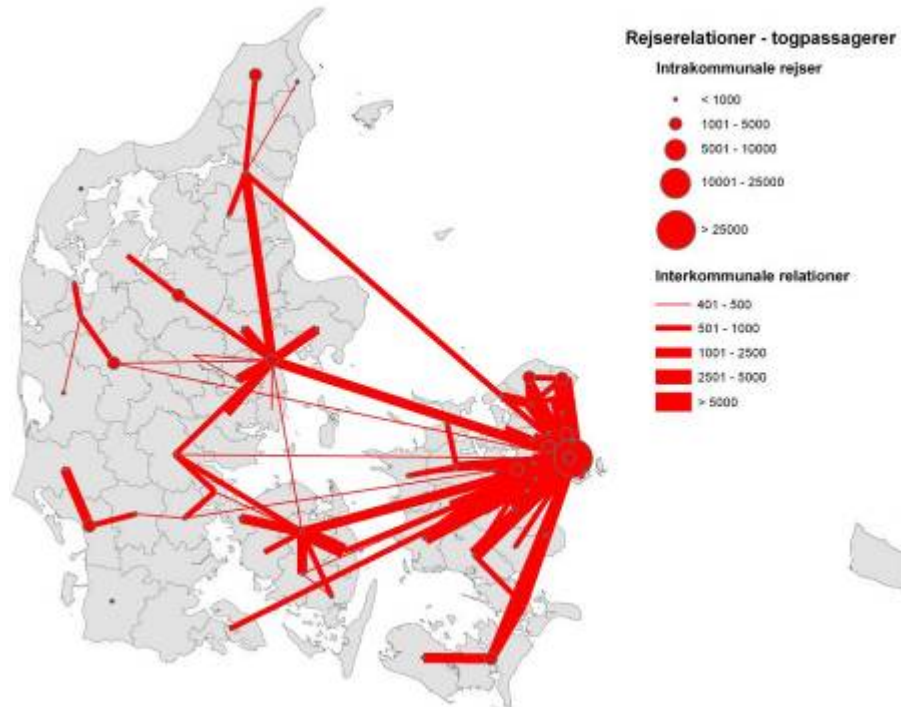 Rejserelationer - togpassagerer
Intrakommunale rejser
< 1000
1001 - 5000
5001 - 10000
10001 - 25000
> 25000
Interkommunale relationer
401 - 500
501 - 1000
1001 - 2500
2501 - 5000
> 5000